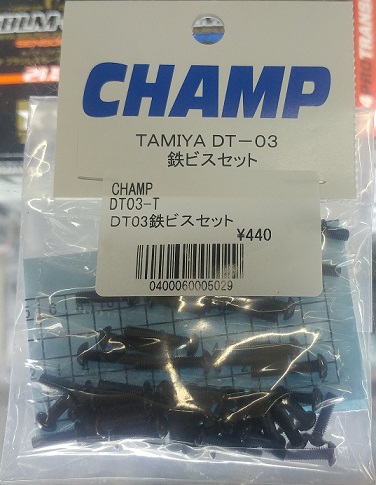 CHAMP
TAMIYA DT-03
鉄ビスセット
CHAMP
DT03-T
DT03鉄ビスセット
¥440
0400060005029